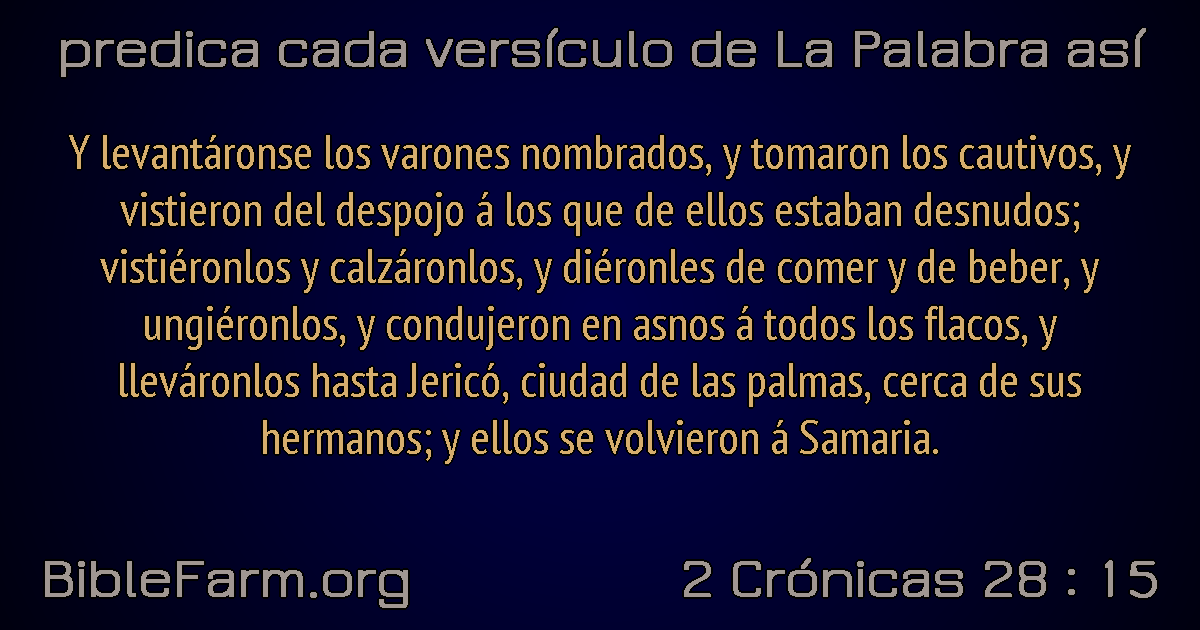 predica cada versículo de La Palabra así
Y levantáronse los varones nombrados, y tomaron los cautivos, y
vistieron del despojo á los que de ellos estaban desnudos;
vistiéronlos y calzáronlos, y diéronles de comer y de beber, y
ungiéronlos, y condujeron en asnos á todos los flacos, y
lleváronlos hasta Jericó, ciudad de las palmas, cerca de sus
hermanos; y ellos se volvieron á Samaria.
BibleFarm.org
2 Crónicas 28 : 15